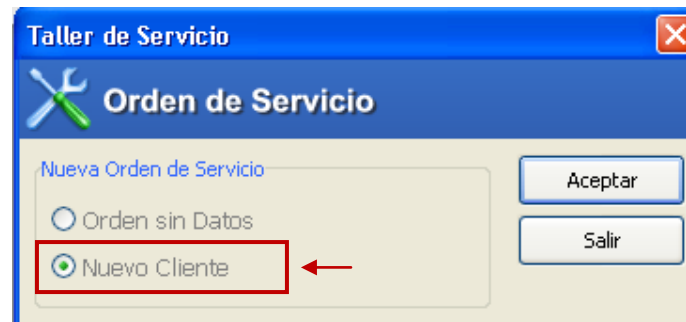 Taller de Servicio
Orden de Servicio
Nueva Orden de Servicio
Aceptar
Orden sin Datos
Salir
Nuevo Cliente